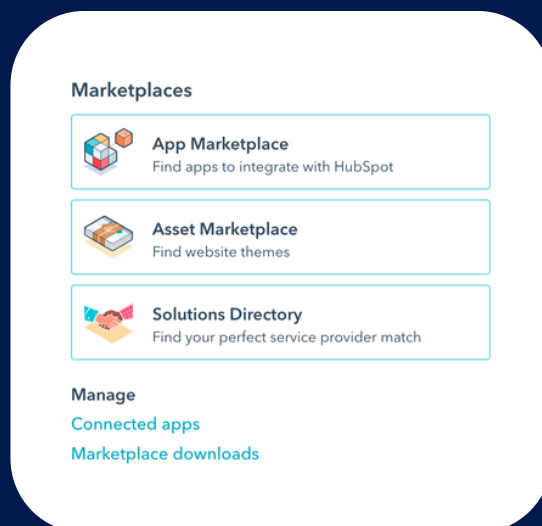 Marketplaces
App Marketplace
Find apps to integrate with HubSpot
Asset Marketplace
Find website themes
Solutions Directory
Find your perfect service provider match
Manage
Connected apps
Marketplace downloads